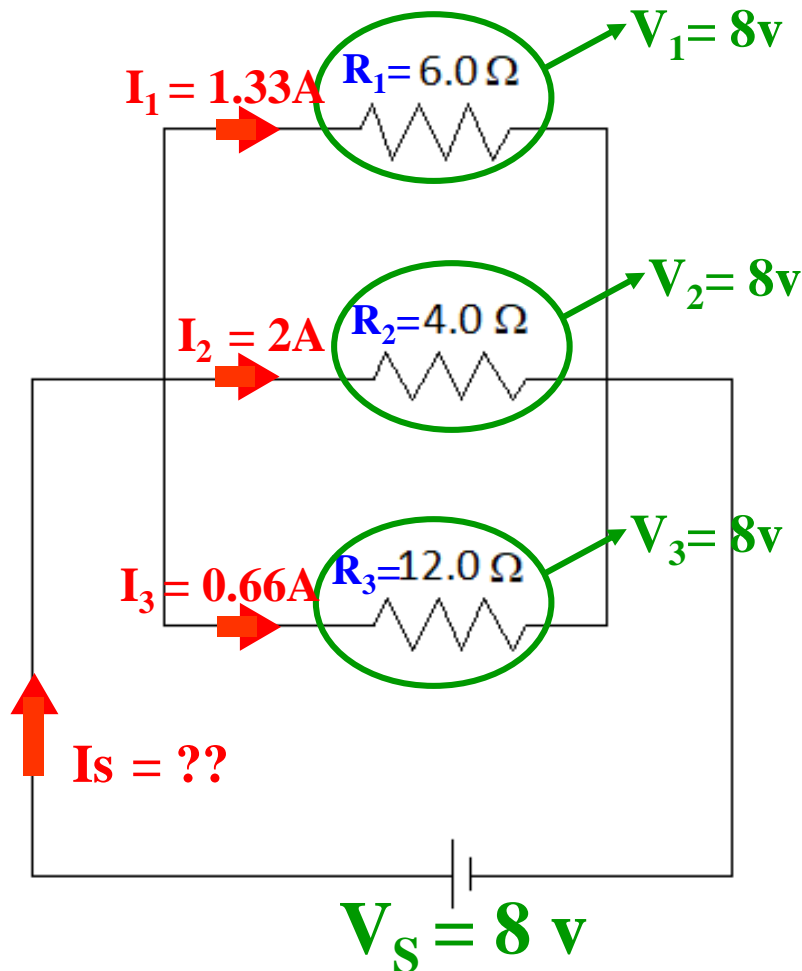 V₁= 8v
R₁= 6.0 Ω
I₁ = 1.33A
V₂= 8v
R₂=4.0 Ω
I₂ = 2A
V₃= 8v
R₃=12.0 Ω
I₃ = 0.66A
Is = ??
V_S = 8 v